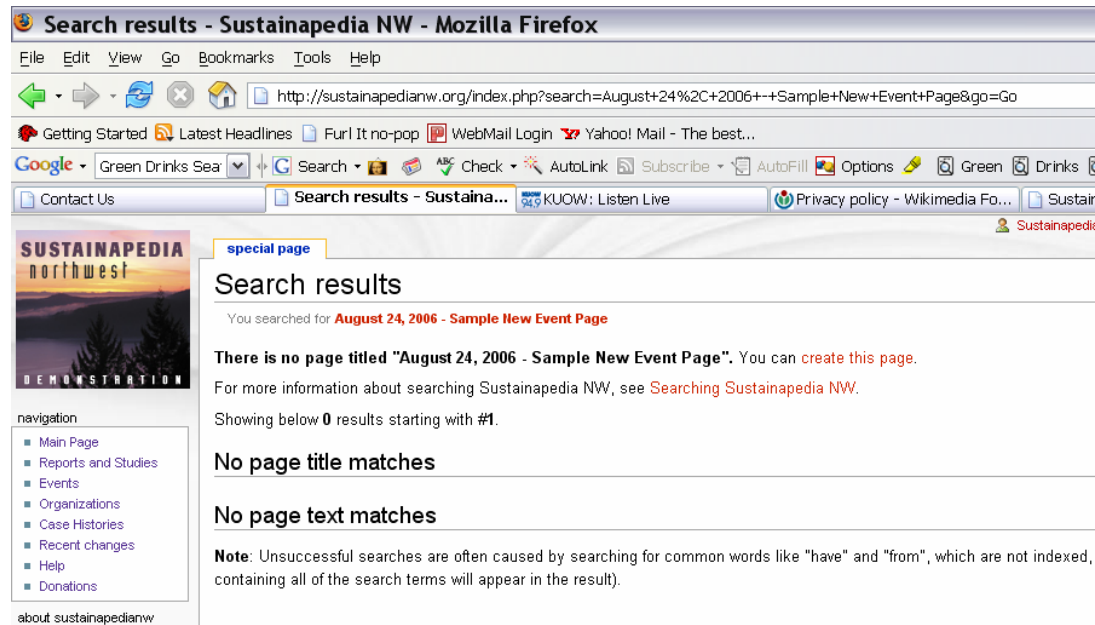 Search results - Sustainapedia NW - Mozilla Firefox
File Edit View Go Bookmarks Tools Help
http://sustainapedianw.org/index.php?search=August+24%2C+2006+-+Sample+New+Event+Page&go=Go
Getting Started Latest Headlines Furl It no-pop WebMail Login Yahoo! Mail - The best...
Google Green Drinks Sea Search ABC Check AutoLink Subscribe AutoFill Options Green Drinks
Contact Us Search results - Sustaina... KUOW: Listen Live Privacy policy - Wikimedia Fo... Sustain
Sustainapedia
SUSTAINAPEDIA
northwest
DEMONSTRATION
special page
Search results
You searched for August 24, 2006 - Sample New Event Page
There is no page titled "August 24, 2006 - Sample New Event Page". You can create this page.
For more information about searching Sustainapedia NW, see Searching Sustainapedia NW.
Showing below 0 results starting with #1.
No page title matches
No page text matches
Note: Unsuccessful searches are often caused by searching for common words like "have" and "from", which are not indexed,
containing all of the search terms will appear in the result).
navigation
Main Page
Reports and Studies
Events
Organizations
Case Histories
Recent changes
Help
Donations
about sustainapedianw